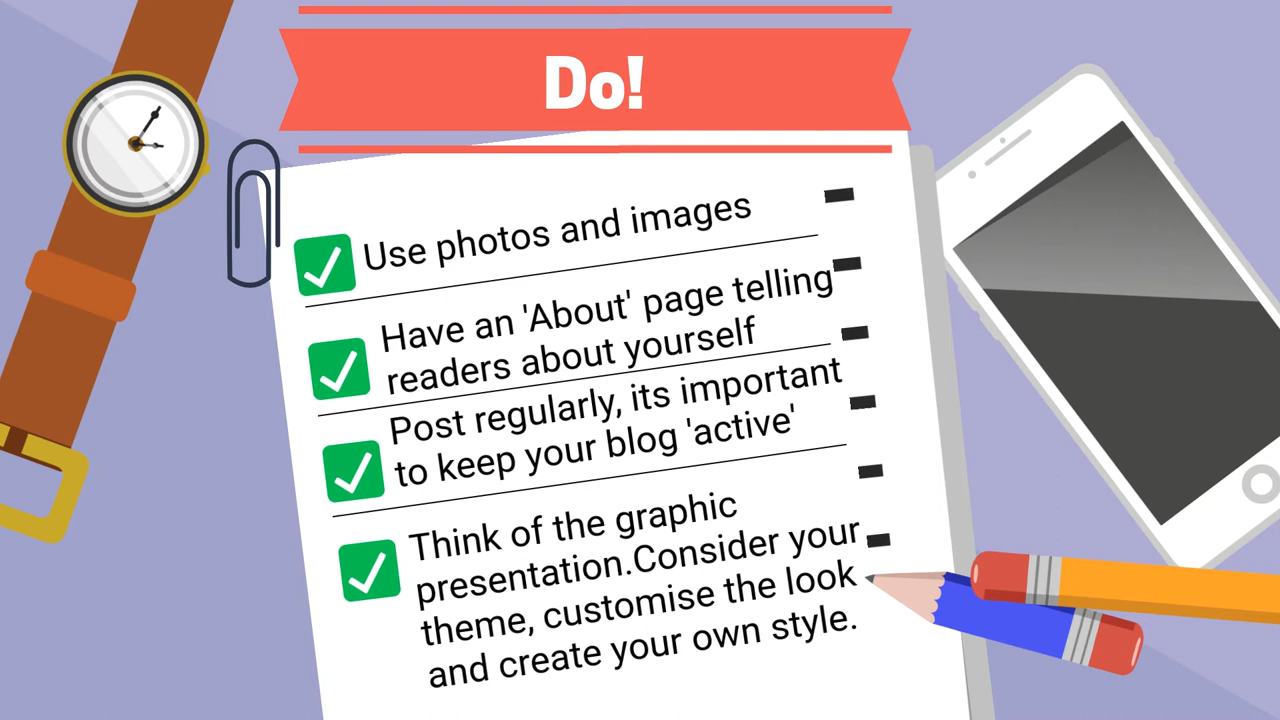 Do!
Use photos and images
Have an 'About' page telling
readers about yourself
Post regularly, its important
to keep your blog 'active'
Think of the graphic
presentation.Consider your
theme, customise the look
and create your own style.